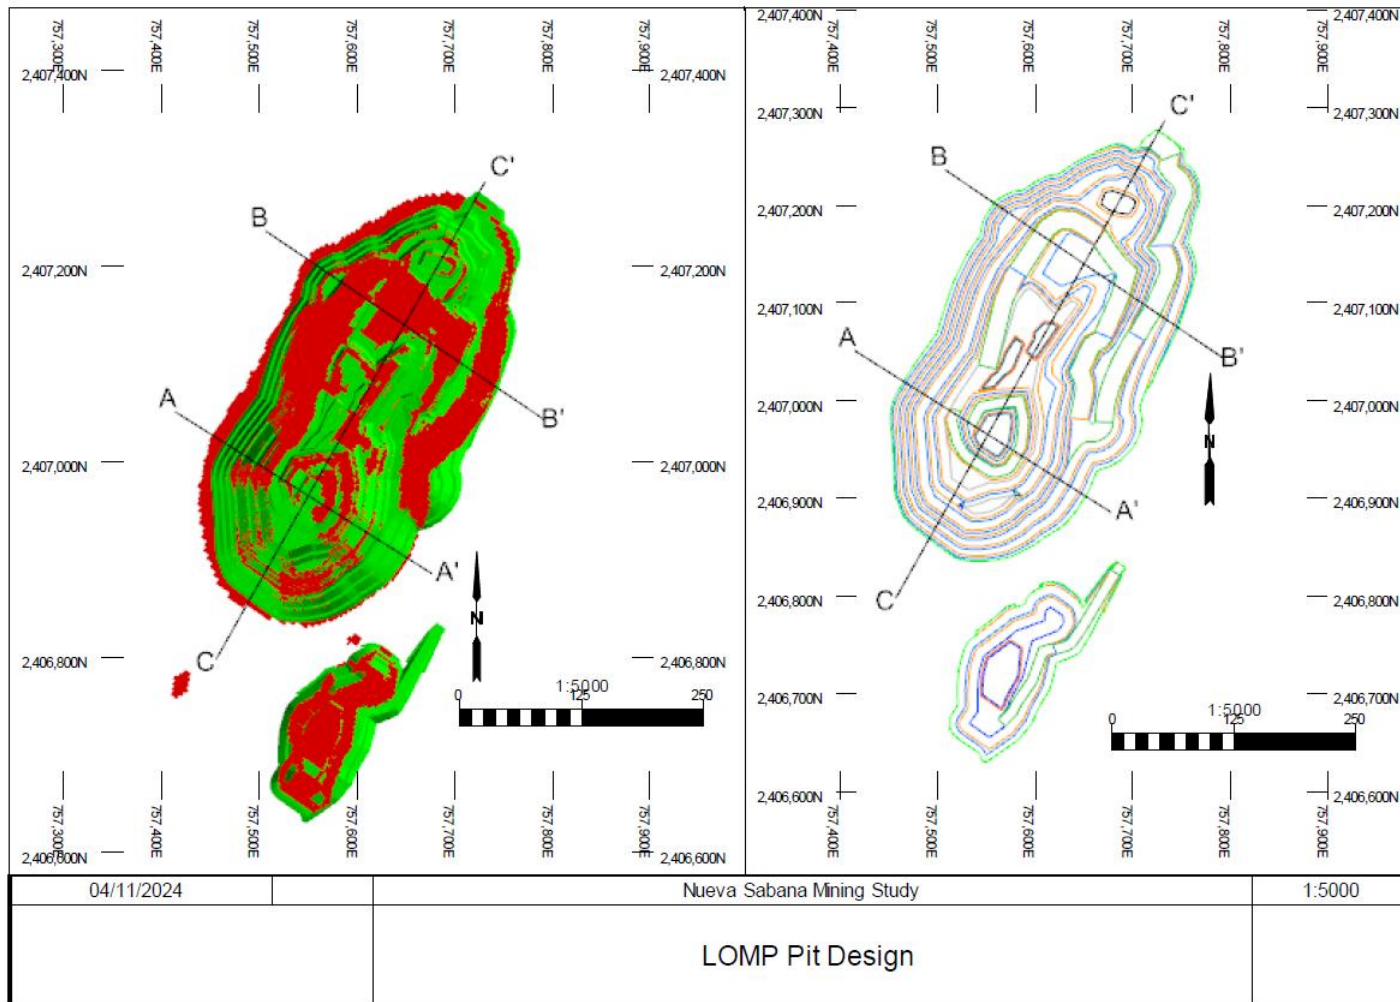 757,300E 757,400E 757,500E 757,600E 757,700E 757,800E 757,900E
2,407,400N 2,407,400N
C'
B
2,407,200N 2,407,200N
A
B'
2,407,000N 2,407,000N
A'
N
C
2,406,800N 2,406,800N
1:5000
0 125 250
757,300E 757,400E 757,500E 757,600E 757,700E 757,800E 757,900E
2,406,600N 2,406,600N
2,407,400N 2,407,400N
757,400E 757,500E 757,600E 757,700E 757,800E 757,900E
2,407,300N 2,407,300N
C'
B
2,407,200N 2,407,200N
2,407,100N 2,407,100N
A
B'
2,407,000N 2,407,000N
N
2,406,900N 2,406,900N
A'
C
2,406,800N 2,406,800N
2,406,700N 2,406,700N
1:5000
0 125 250
2,406,600N 2,406,600N
757,400E 757,500E 757,600E 757,700E 757,800E 757,900E
04/11/2024
Nueva Sabana Mining Study
1:5000
LOMP Pit Design